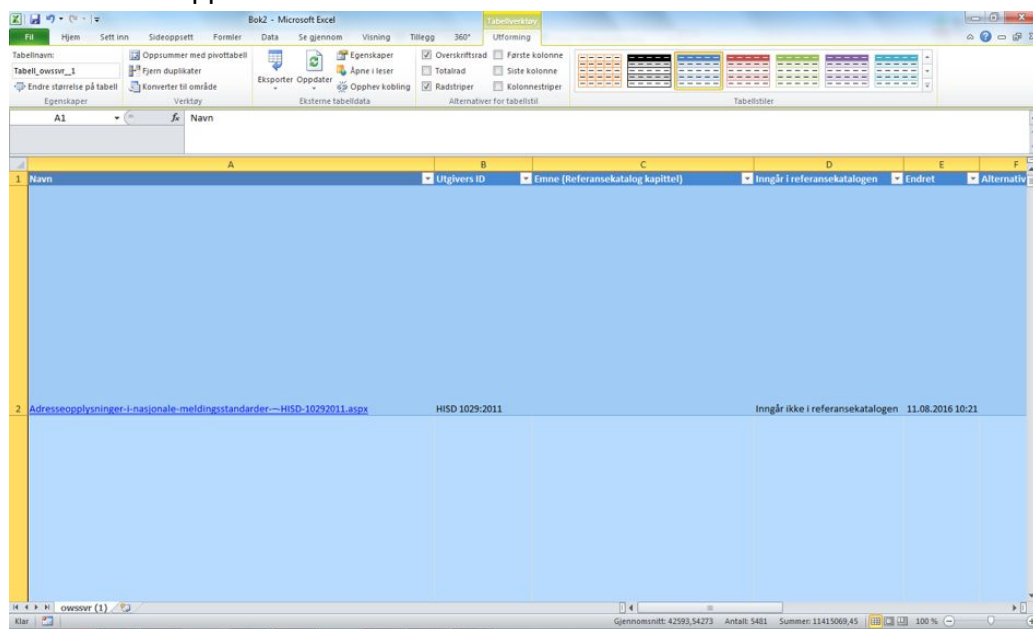 Bok2 - Microsoft Excel
Tabellverktøy
Fil Hjem Sett inn Sideoppsett Formler Data Se gjennom Visning Tillegg 360° Utforming
Tabellnavn:
Tabell_owssvr__1
Endre størrelse på tabell
Egenskaper
Oppsummer med pivottabell
Fjern duplikater
Konverter til område
Verktøy
Eksporter Oppdater
Egenskaper
Åpne i leser
Opphev kobling
Eksterne tabelldata
Overskriftsrad Første kolonne
Totalrad Siste kolonne
Radstriper Kolonnestriper
Alternativer for tabellstil
Tabellstiler
A1 fx Navn
A B C D E F
1 Navn Utgivers ID Emne (Referansekatalog kapittel) Inngår i referansekatalogen Endret Alternativ
2 Adresseopplysninger-i-nasjonale-meldingsstandarder-–-HISD-10292011.aspx HISD 1029:2011 Inngår ikke i referansekatalogen 11.08.2016 10:21
owssvr (1)
Klar Gjennomsnitt: 42593,54273 Antall: 5481 Summer: 11415069,45 100 %